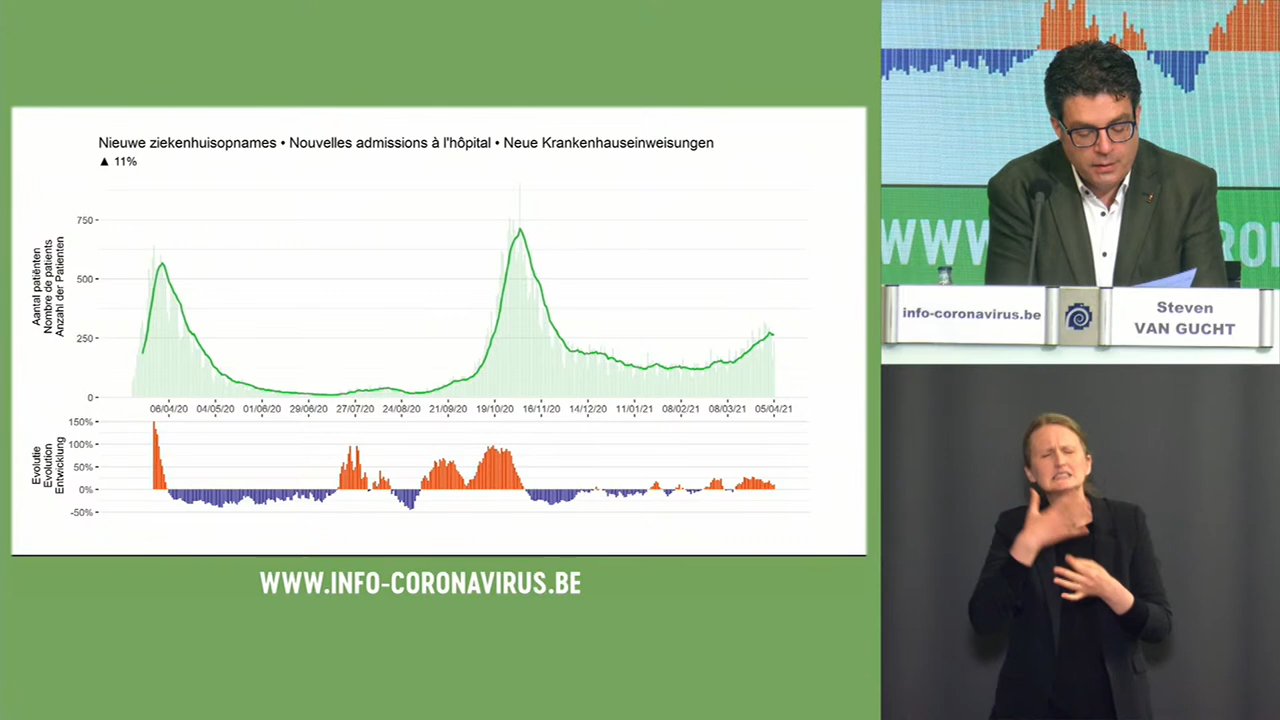 Nieuwe ziekenhuisopnames • Nouvelles admissions à l'hôpital • Neue Krankenhauseinweisungen
▲ 11%
Aantal patiënten
Nombre de patients
Anzahl der Patienten
750
500
250
0
06/04/20 04/05/20 01/06/20 29/06/20 27/07/20 24/08/20 21/09/20 19/10/20 16/11/20 14/12/20 11/01/21 08/02/21 08/03/21 05/04/21
Evolutie
Evolution
Entwicklung
150%
100%
50%
0%
-50%
WWW.INFO-CORONAVIRUS.BE
WWW
ROI
info-coronavirus.be
Steven
VAN GUCHT